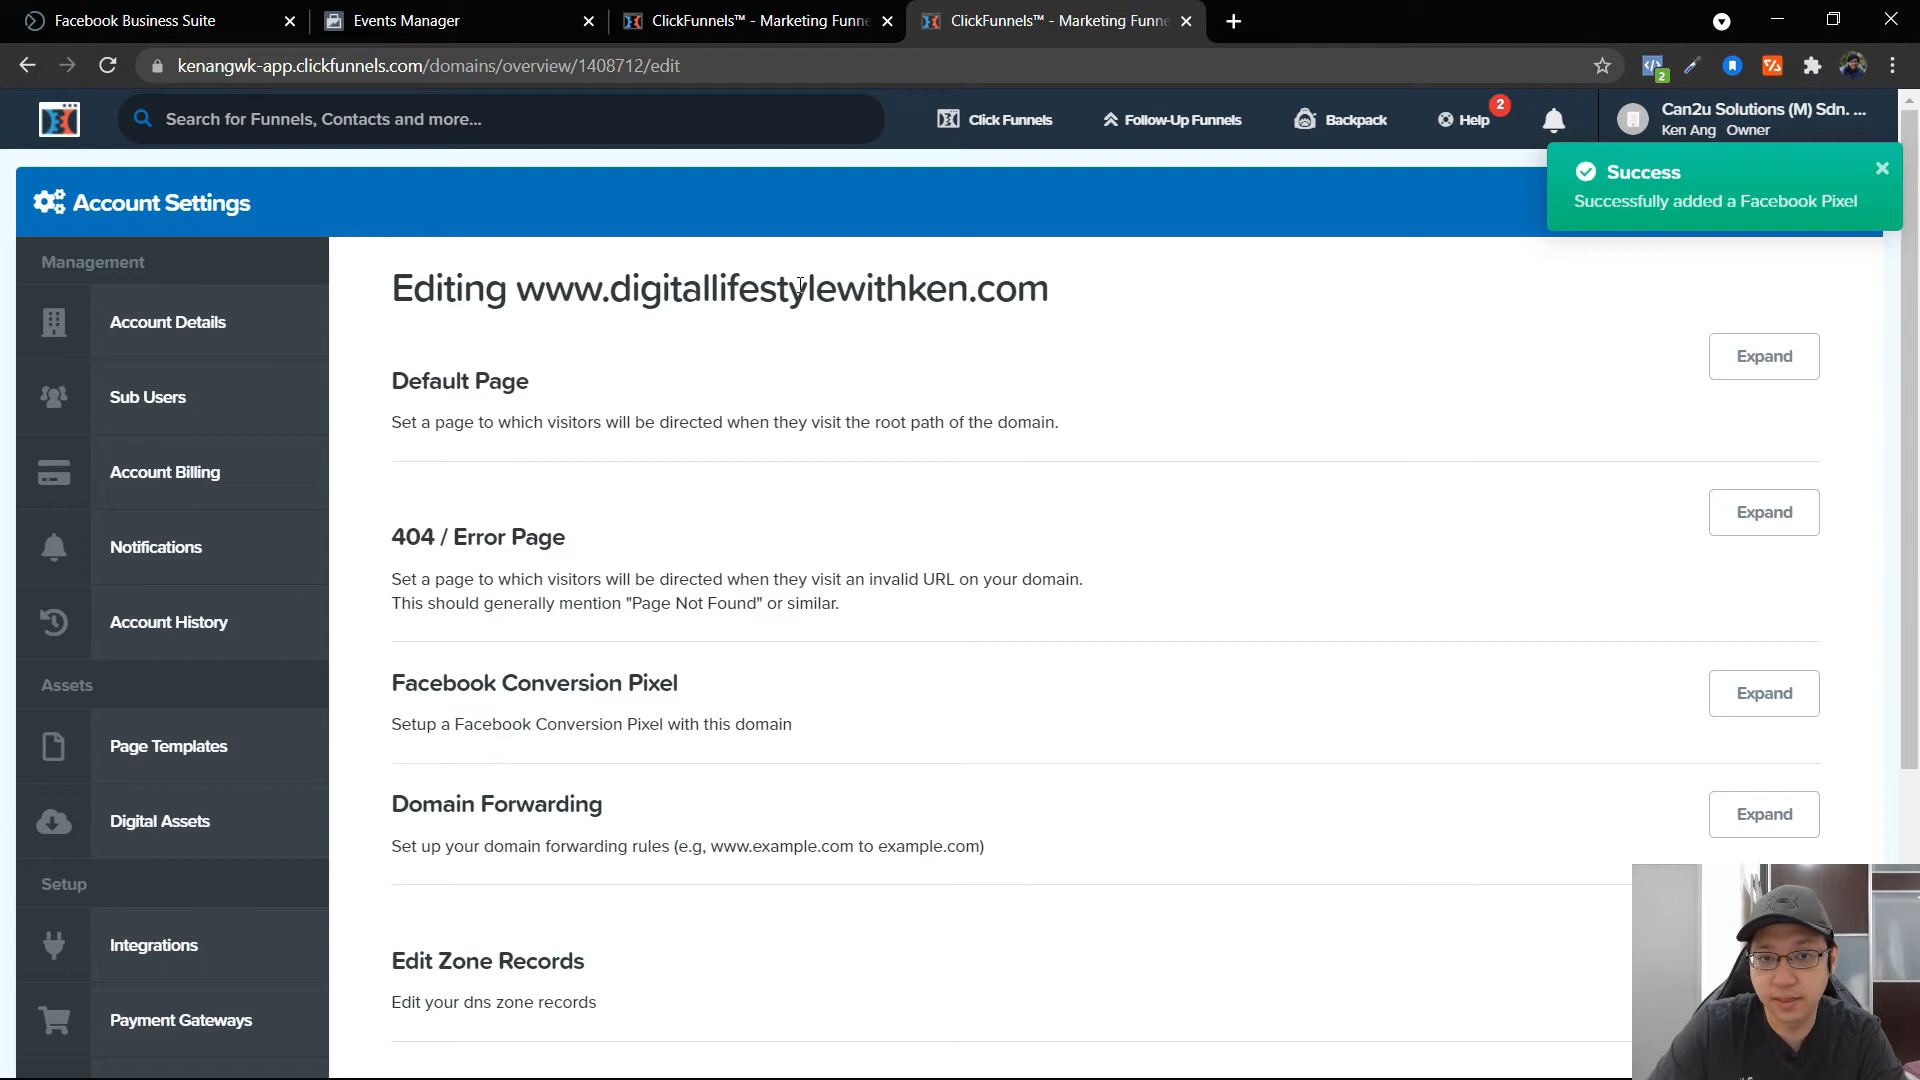 Facebook Business Suite
Events Manager
ClickFunnels™ - Marketing Funne
ClickFunnels™ - Marketing Funne
kenangwk-app.clickfunnels.com/domains/overview/1408712/edit
2
Search for Funnels, Contacts and more...
Click Funnels
Follow-Up Funnels
Backpack
Help
2
Can2u Solutions (M) Sdn. ...
Ken Ang Owner
Success
Successfully added a Facebook Pixel
Account Settings
Management
Account Details
Sub Users
Account Billing
Notifications
Account History
Assets
Page Templates
Digital Assets
Setup
Integrations
Payment Gateways
Editing www.digitallifestylewithken.com
Default Page
Expand
Set a page to which visitors will be directed when they visit the root path of the domain.
404 / Error Page
Expand
Set a page to which visitors will be directed when they visit an invalid URL on your domain.
This should generally mention "Page Not Found" or similar.
Facebook Conversion Pixel
Expand
Setup a Facebook Conversion Pixel with this domain
Domain Forwarding
Expand
Set up your domain forwarding rules (e.g, www.example.com to example.com)
Edit Zone Records
Edit your dns zone records